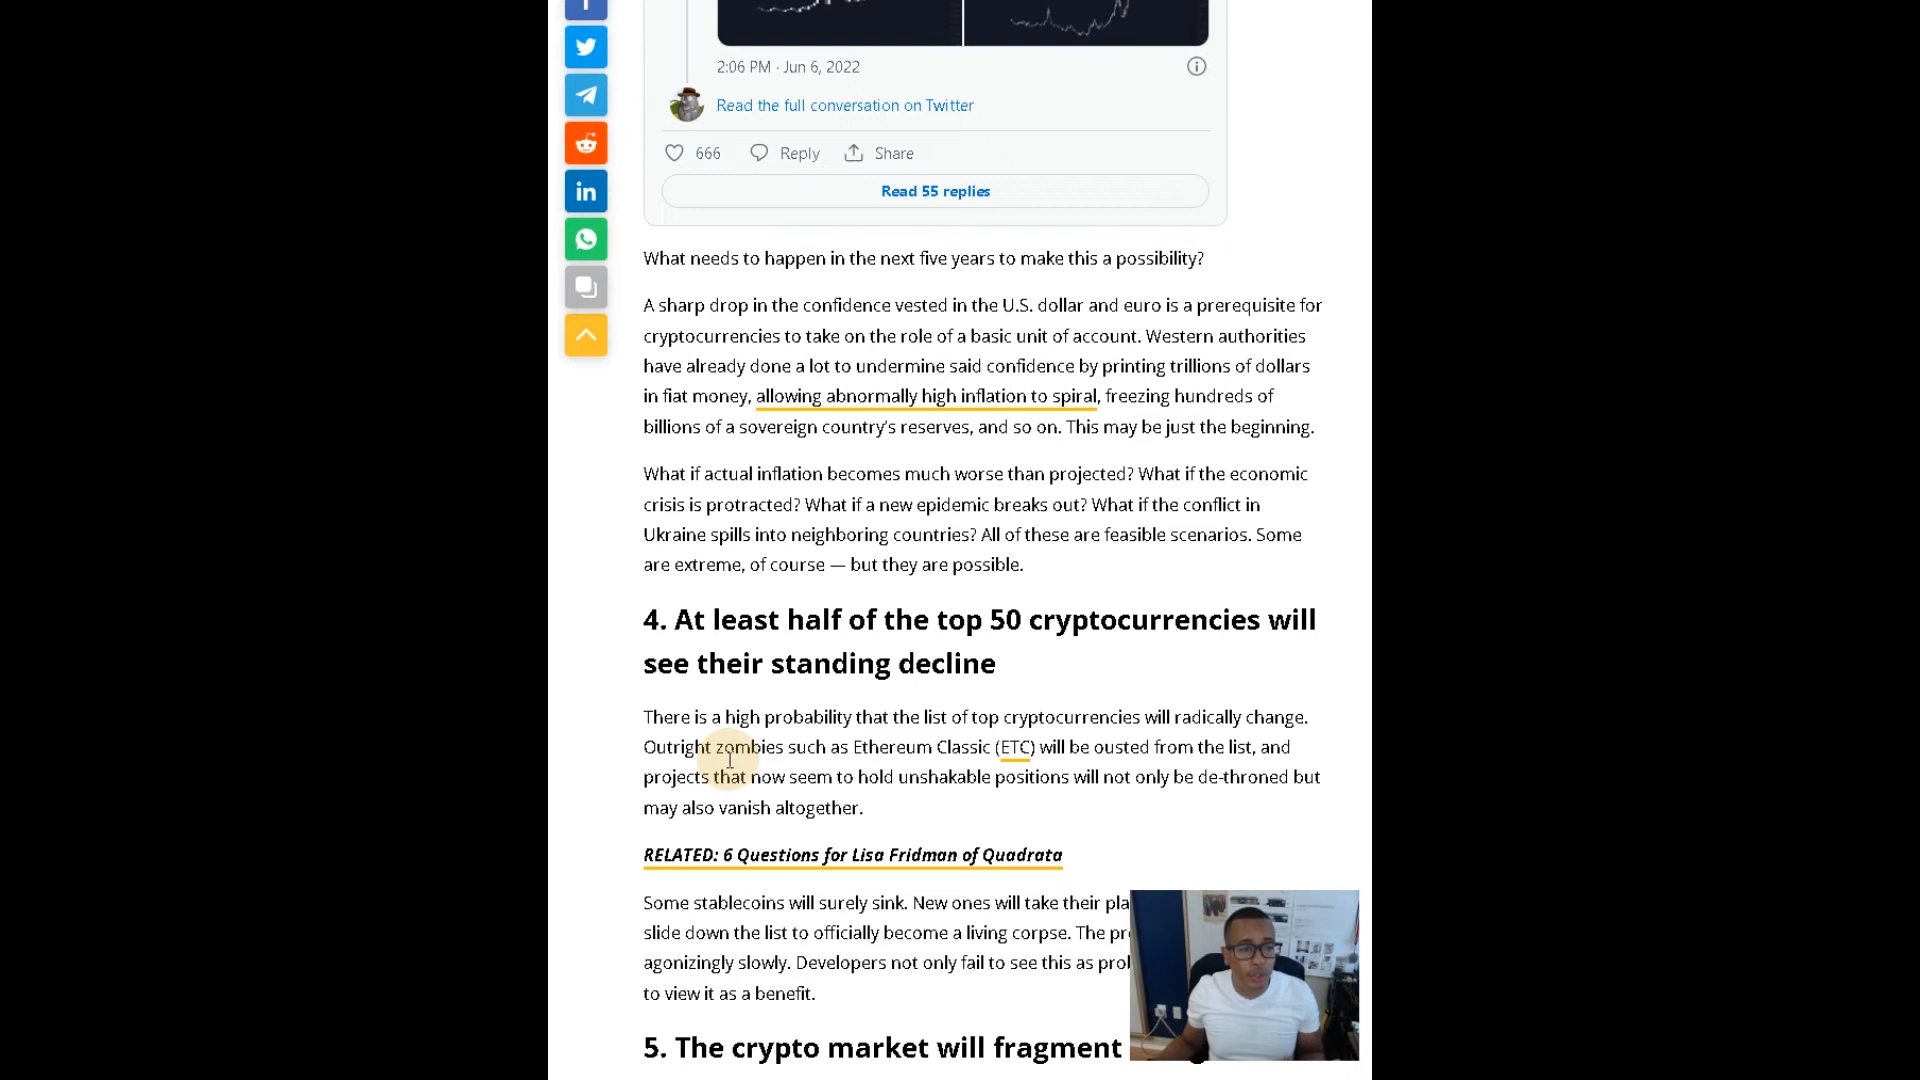 2:06 PM · Jun 6, 2022
Read the full conversation on Twitter
666 Reply Share
Read 55 replies
What needs to happen in the next five years to make this a possibility?
A sharp drop in the confidence vested in the U.S. dollar and euro is a prerequisite for
cryptocurrencies to take on the role of a basic unit of account. Western authorities
have already done a lot to undermine said confidence by printing trillions of dollars
in fiat money, allowing abnormally high inflation to spiral, freezing hundreds of
billions of a sovereign country's reserves, and so on. This may be just the beginning.
What if actual inflation becomes much worse than projected? What if the economic
crisis is protracted? What if a new epidemic breaks out? What if the conflict in
Ukraine spills into neighboring countries? All of these are feasible scenarios. Some
are extreme, of course — but they are possible.
4. At least half of the top 50 cryptocurrencies will
see their standing decline
There is a high probability that the list of top cryptocurrencies will radically change.
Outright zombies such as Ethereum Classic (ETC) will be ousted from the list, and
projects that now seem to hold unshakable positions will not only be de-throned but
may also vanish altogether.
RELATED: 6 Questions for Lisa Fridman of Quadrata
Some stablecoins will surely sink. New ones will take their pla
slide down the list to officially become a living corpse. The pr
agonizingly slowly. Developers not only fail to see this as pro
to view it as a benefit.
5. The crypto market will fragment